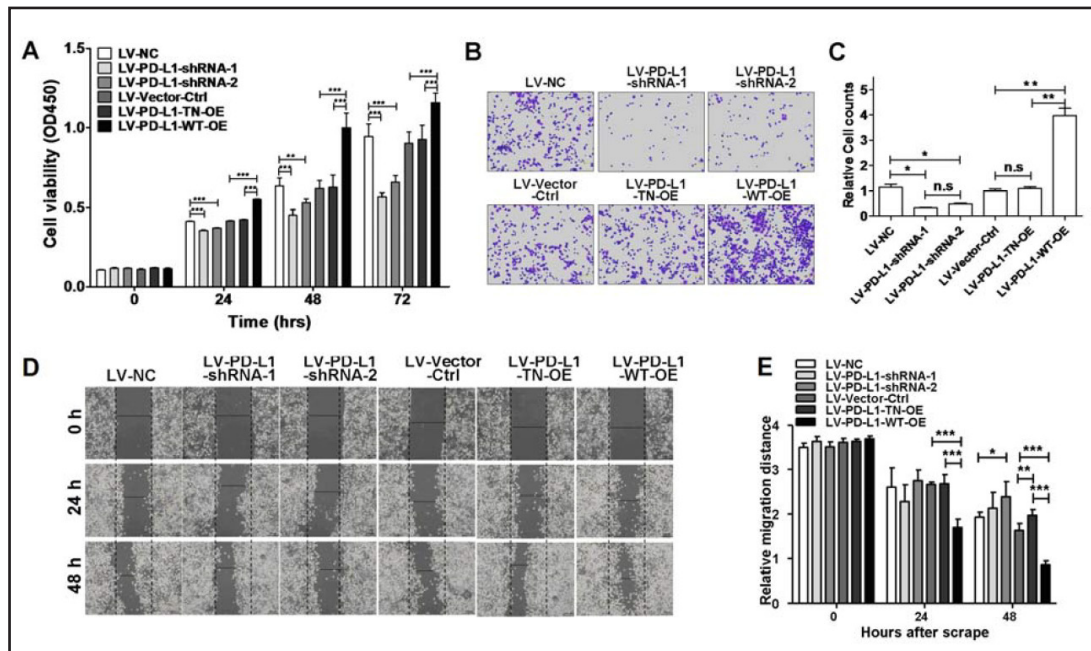 A
1.5
1.0
0.5
0.0
Cell viability (OD450)
LV-NC
LV-PD-L1-shRNA-1
LV-PD-L1-shRNA-2
LV-Vector-Ctrl
LV-PD-L1-TN-OE
LV-PD-L1-WT-OE
***
***
***
***
***
**
***
***
***
***
***
***
0
24
48
72
Time (hrs)
B
LV-NC
LV-PD-L1
-shRNA-1
LV-PD-L1
-shRNA-2
LV-Vector
-Ctrl
LV-PD-L1-
-TN-OE
LV-PD-L1-
-WT-OE
C
Relative Cell counts
5
4
3
2
1
0
**
**
*
*
n.s
n.s
LV-NC
LV-PD-L1-shRNA-1
LV-PD-L1-shRNA-2
LV-Vector-Ctrl
LV-PD-L1-TN-OE
LV-PD-L1-WT-OE
D
LV-NC
LV-PD-L1
-shRNA-1
LV-PD-L1
-shRNA-2
LV-Vector
-Ctrl
LV-PD-L1
-TN-OE
LV-PD-L1
-WT-OE
0 h
24 h
48 h
E
LV-NC
LV-PD-L1-shRNA-1
LV-PD-L1-shRNA-2
LV-Vector-Ctrl
LV-PD-L1-TN-OE
LV-PD-L1-WT-OE
Relative migration distance
4
3
2
1
0
***
***
*
***
**
***
0
24
48
Hours after scrape